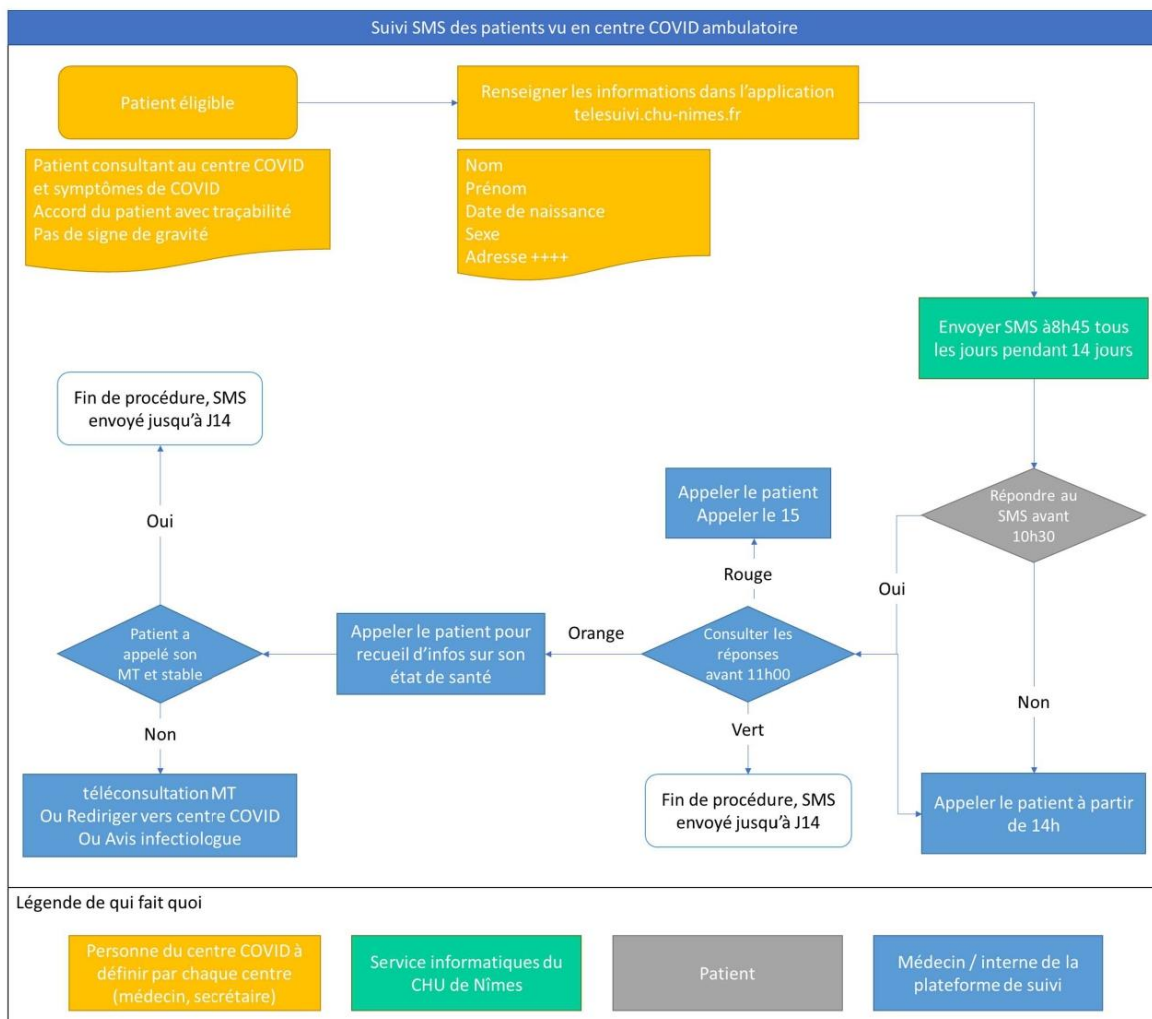 Suivi SMS des patients vu en centre COVID ambulatoire
Patient éligible
Renseigner les informations dans l'application
telesuivi.chu-nimes.fr
Patient consultant au centre COVID
et symptômes de COVID
Accord du patient avec traçabilité
Pas de signe de gravité
Nom
Prénom
Date de naissance
Sexe
Adresse ++++
Envoyer SMS à8h45 tous
les jours pendant 14 jours
Répondre au
SMS avant
10h30
Oui
Non
Appeler le patient à partir
de 14h
Consulter les
réponses
avant 11h00
Rouge
Appeler le patient
Appeler le 15
Vert
Fin de procédure, SMS
envoyé jusqu'à J14
Orange
Appeler le patient pour
recueil d'infos sur son
état de santé
Patient a
appelé son
MT et stable
Oui
Fin de procédure, SMS
envoyé jusqu'à J14
Non
téléconsultation MT
Ou Rediriger vers centre COVID
Ou Avis infectiologue
Légende de qui fait quoi
Personne du centre COVID à
définir par chaque centre
(médecin, secrétaire)
Service informatiques du
CHU de Nîmes
Patient
Médecin / interne de la
plateforme de suivi